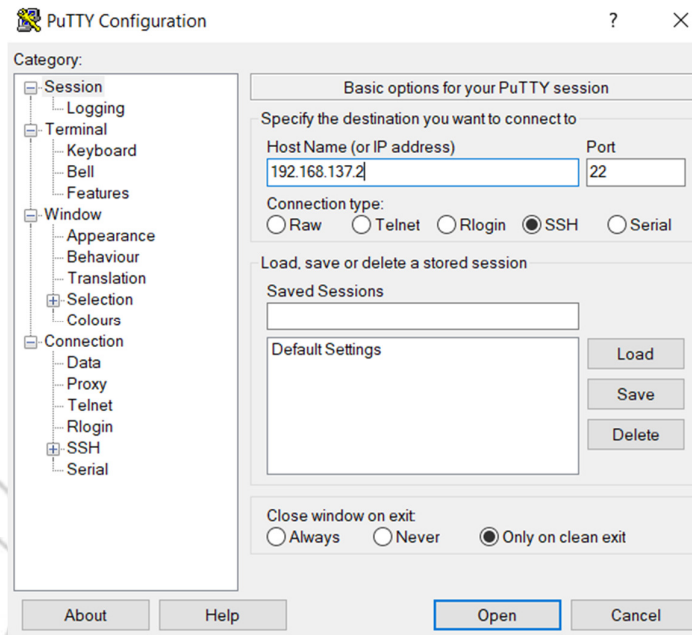 PuTTY Configuration
?
Category:
Session
Logging
Terminal
Keyboard
Bell
Features
Window
Appearance
Behaviour
Translation
Selection
Colours
Connection
Data
Proxy
Telnet
Rlogin
SSH
Serial
Basic options for your PuTTY session
Specify the destination you want to connect to
Host Name (or IP address) Port
192.168.137.2 22
Connection type:
Raw Telnet Rlogin SSH Serial
Load, save or delete a stored session
Saved Sessions
Default Settings
Load
Save
Delete
Close window on exit:
Always Never Only on clean exit
About Help Open Cancel